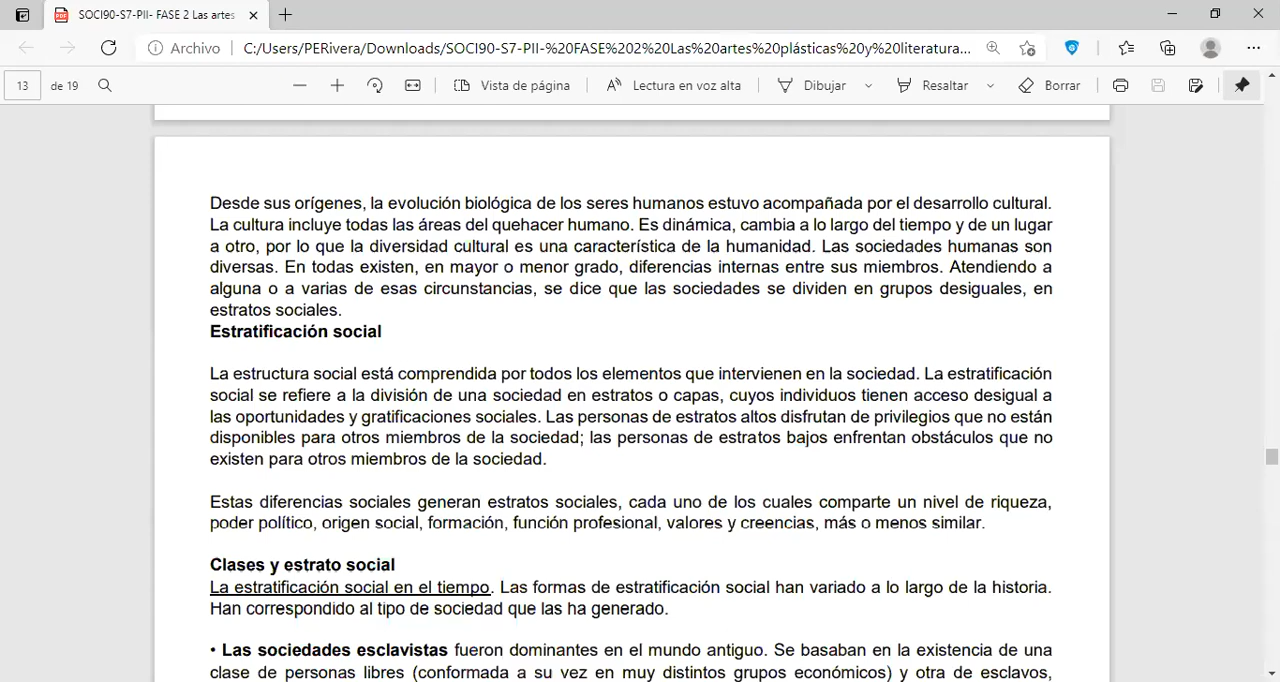 SOCI90-S7-PII- FASE 2 Las artes
Archivo
C:/Users/PERivera/Downloads/SOCI90-S7-PII-%20FASE%202%20Las%20artes%20plásticas%20y%20literatura...
13 de 19
Vista de página
Lectura en voz alta
Dibujar
Resaltar
Borrar
Desde sus orígenes, la evolución biológica de los seres humanos estuvo acompañada por el desarrollo cultural.
La cultura incluye todas las áreas del quehacer humano. Es dinámica, cambia a lo largo del tiempo y de un lugar
a otro, por lo que la diversidad cultural es una característica de la humanidad. Las sociedades humanas son
diversas. En todas existen, en mayor o menor grado, diferencias internas entre sus miembros. Atendiendo a
alguna o a varias de esas circunstancias, se dice que las sociedades se dividen en grupos desiguales, en
estratos sociales.
Estratificación social
La estructura social está comprendida por todos los elementos que intervienen en la sociedad. La estratificación
social se refiere a la división de una sociedad en estratos o capas, cuyos individuos tienen acceso desigual a
las oportunidades y gratificaciones sociales. Las personas de estratos altos disfrutan de privilegios que no están
disponibles para otros miembros de la sociedad; las personas de estratos bajos enfrentan obstáculos que no
existen para otros miembros de la sociedad.
Estas diferencias sociales generan estratos sociales, cada uno de los cuales comparte un nivel de riqueza,
poder político, origen social, formación, función profesional, valores y creencias, más o menos similar.
Clases y estrato social
La estratificación social en el tiempo. Las formas de estratificación social han variado a lo largo de la historia.
Han correspondido al tipo de sociedad que las ha generado.
• Las sociedades esclavistas fueron dominantes en el mundo antiguo. Se basaban en la existencia de una
clase de personas libres (conformada a su vez en muy distintos grupos económicos) y otra de esclavos,